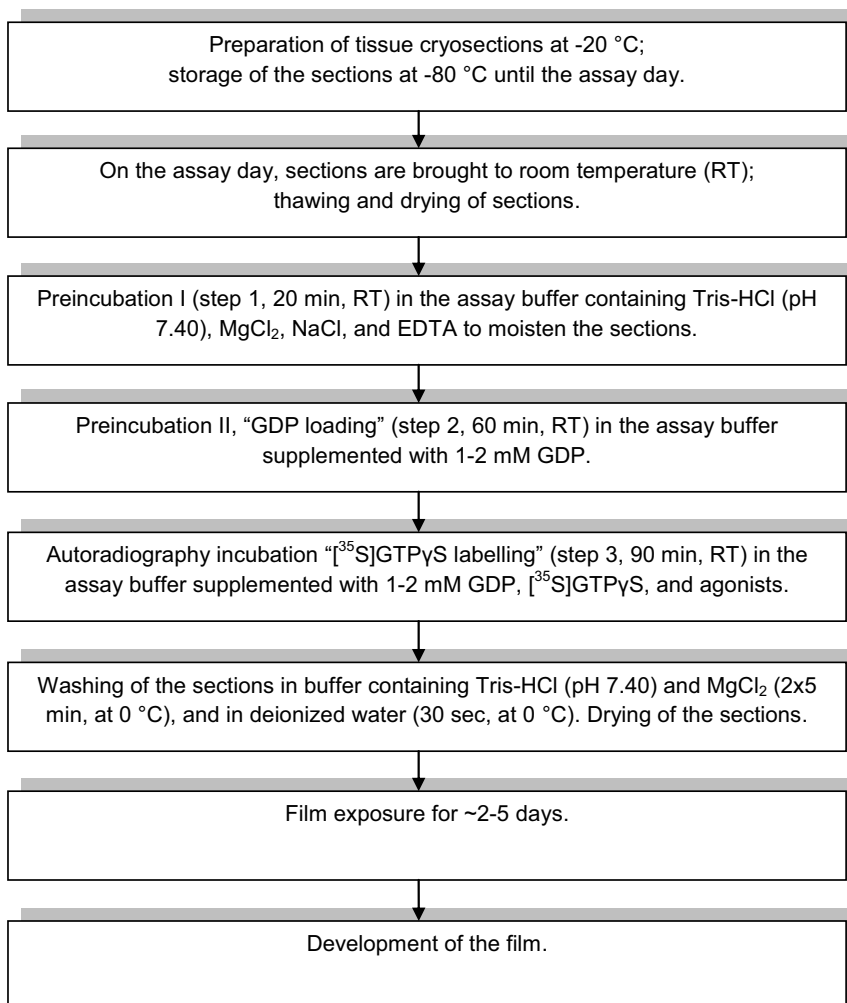 Preparation of tissue cryosections at -20 °C;
storage of the sections at -80 °C until the assay day.
On the assay day, sections are brought to room temperature (RT);
thawing and drying of sections.
Preincubation I (step 1, 20 min, RT) in the assay buffer containing Tris-HCl (pH
7.40), MgCl₂, NaCl, and EDTA to moisten the sections.
Preincubation II, “GDP loading” (step 2, 60 min, RT) in the assay buffer
supplemented with 1-2 mM GDP.
Autoradiography incubation “[³⁵S]GTPγS labelling” (step 3, 90 min, RT) in the
assay buffer supplemented with 1-2 mM GDP, [³⁵S]GTPγS, and agonists.
Washing of the sections in buffer containing Tris-HCl (pH 7.40) and MgCl₂ (2x5
min, at 0 °C), and in deionized water (30 sec, at 0 °C). Drying of the sections.
Film exposure for ~2-5 days.
Development of the film.